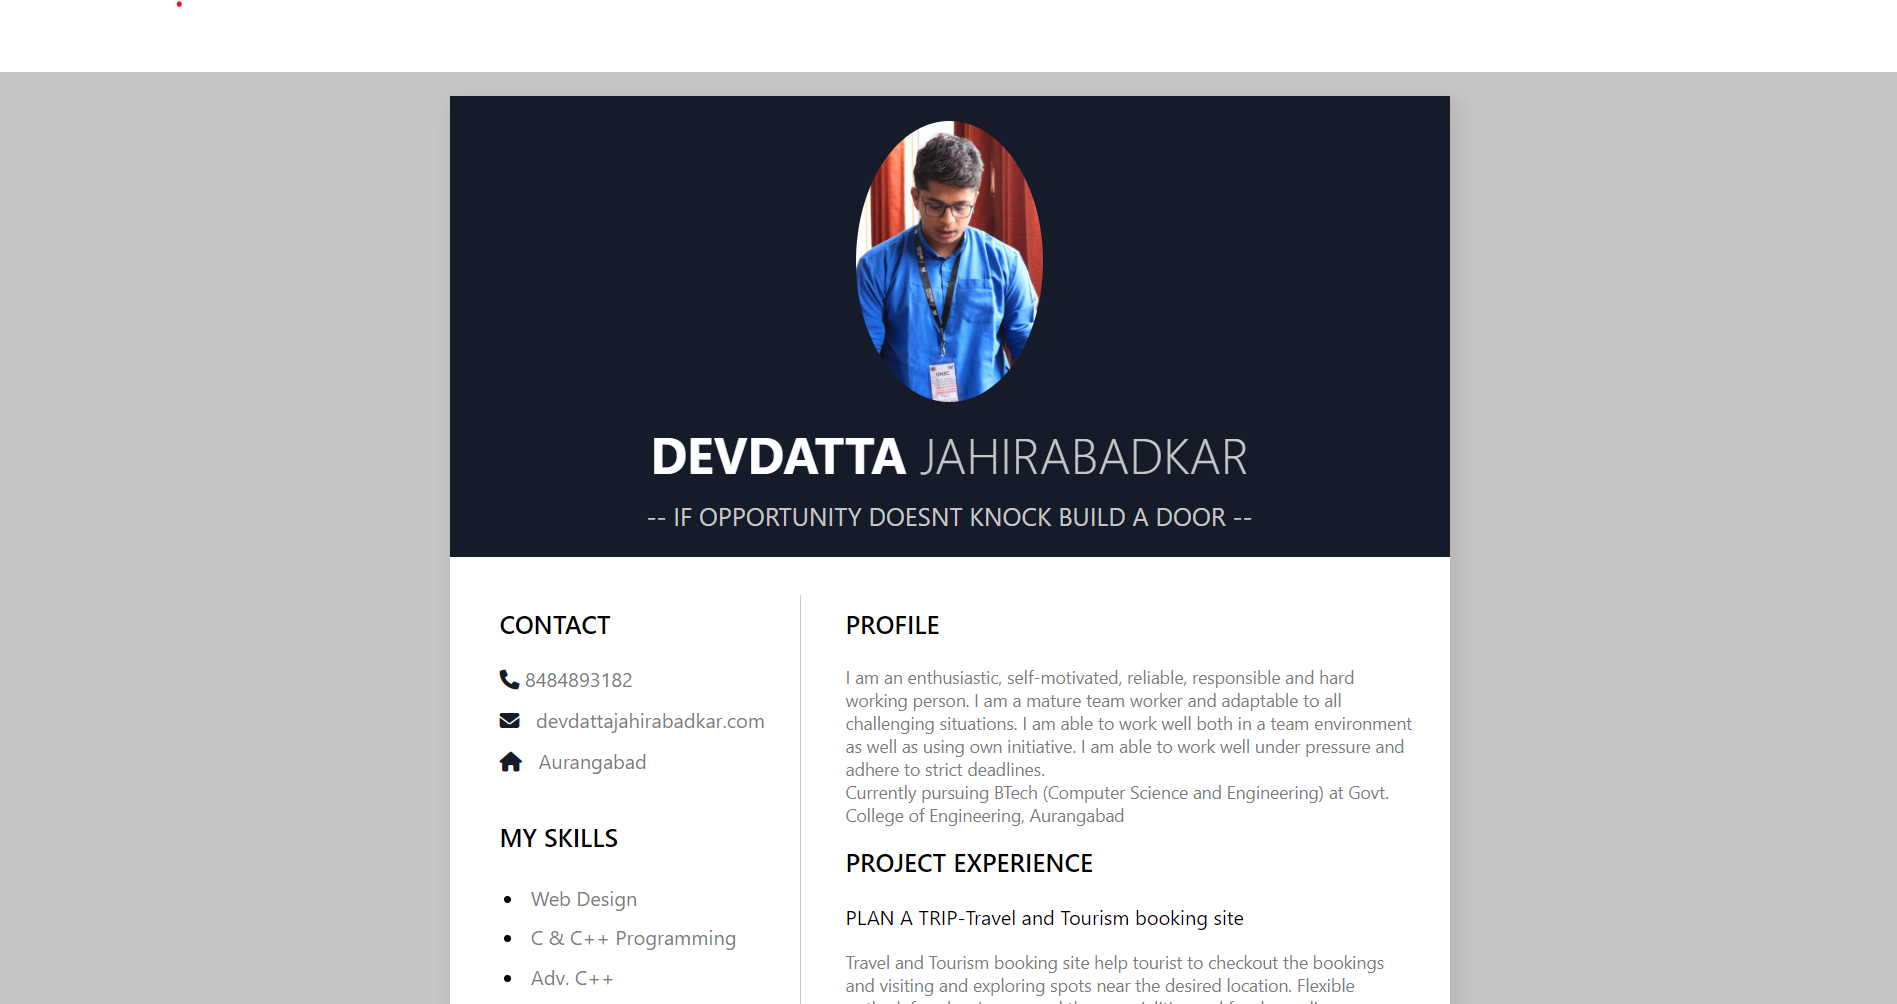 DEVDATTA JAHIRABADKAR
-- IF OPPORTUNITY DOESNT KNOCK BUILD A DOOR --
CONTACT
8484893182
devdattajahirabadkar.com
Aurangabad
MY SKILLS
Web Design
C & C++ Programming
Adv. C++
PROFILE
I am an enthusiastic, self-motivated, reliable, responsible and hard
working person. I am a mature team worker and adaptable to all
challenging situations. I am able to work well both in a team environment
as well as using own initiative. I am able to work well under pressure and
adhere to strict deadlines.
Currently pursuing BTech (Computer Science and Engineering) at Govt.
College of Engineering, Aurangabad
PROJECT EXPERIENCE
PLAN A TRIP-Travel and Tourism booking site
Travel and Tourism booking site help tourist to checkout the bookings
and visiting and exploring spots near the desired location. Flexible